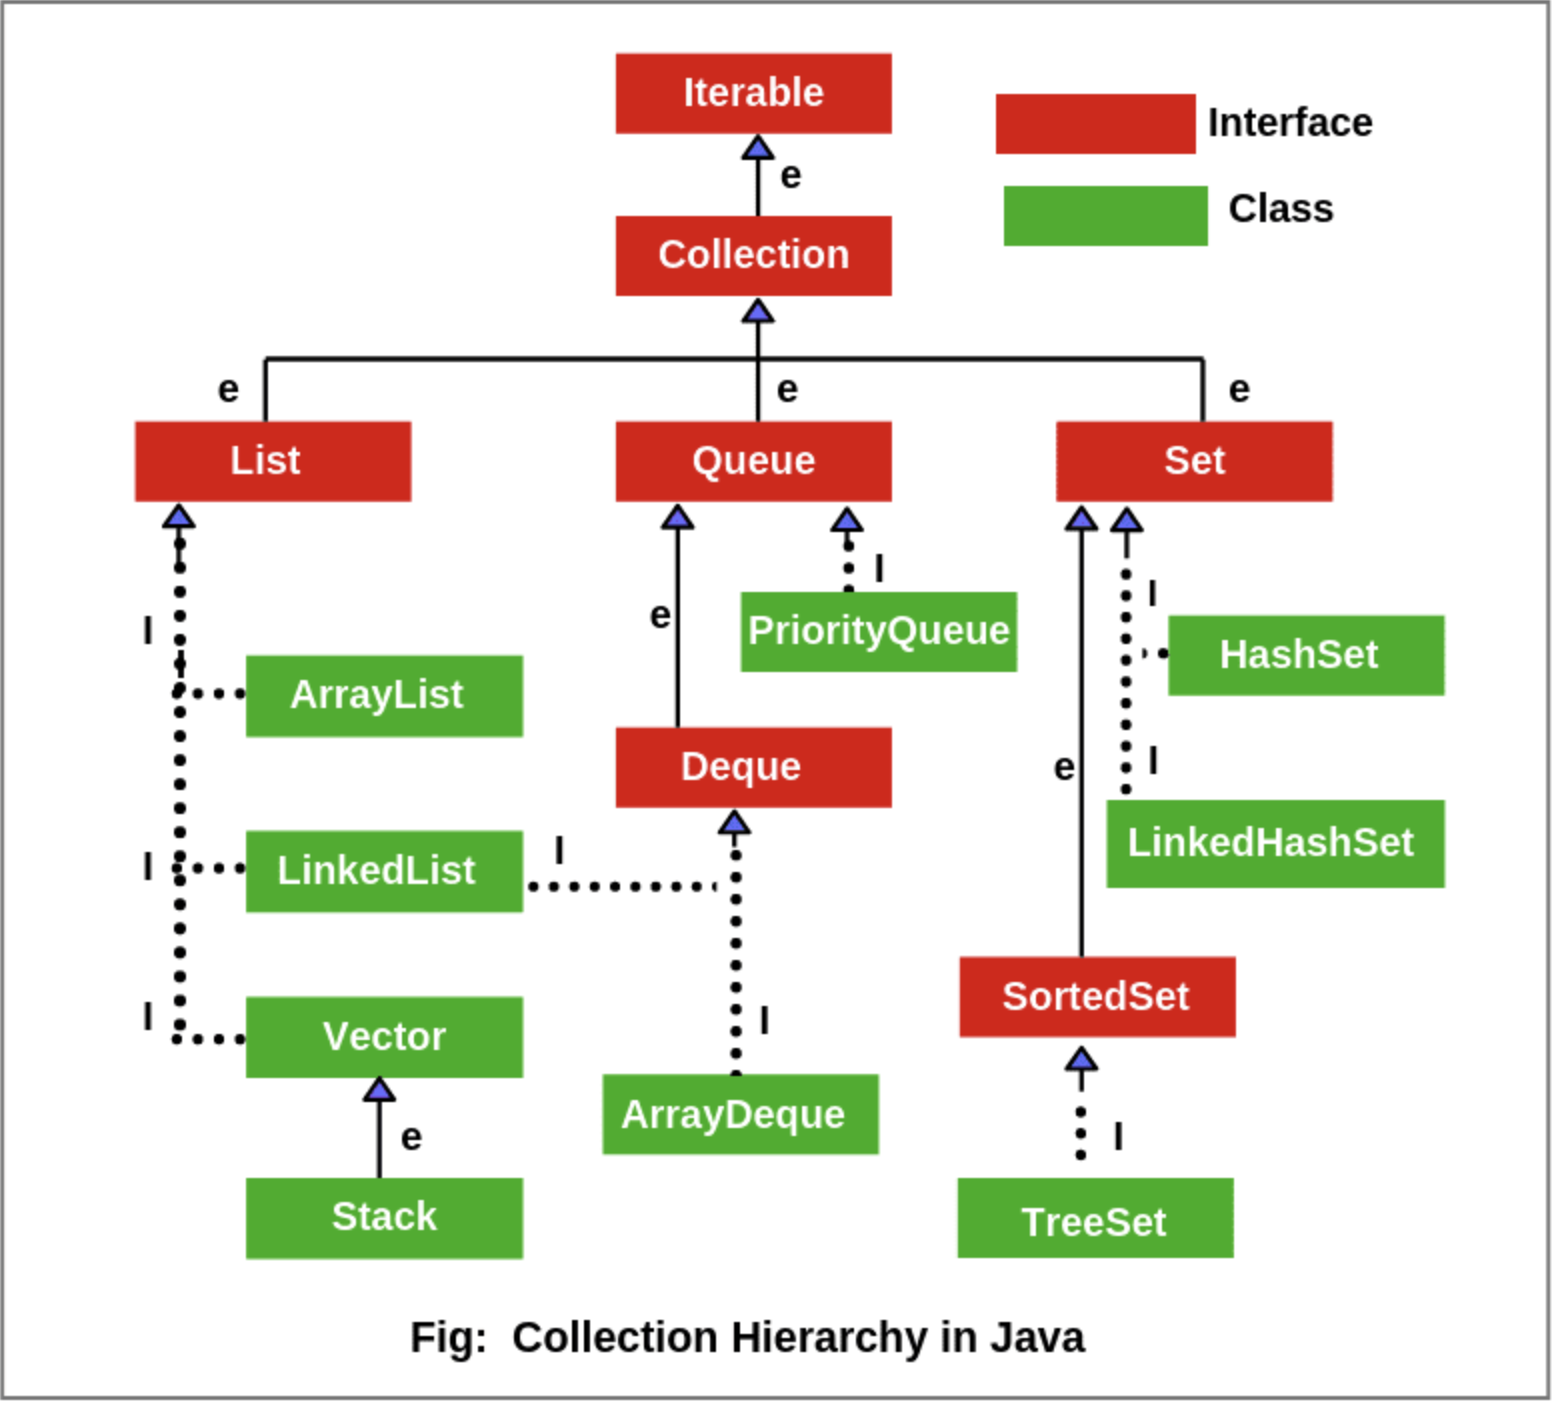 Iterable
Interface
e
Class
Collection
e
e
e
List
Queue
Set
I
I
I
e
PriorityQueue
HashSet
ArrayList
Deque
e
I
LinkedHashSet
I
I
LinkedList
SortedSet
I
I
Vector
e
I
ArrayDeque
Stack
TreeSet
Fig: Collection Hierarchy in Java